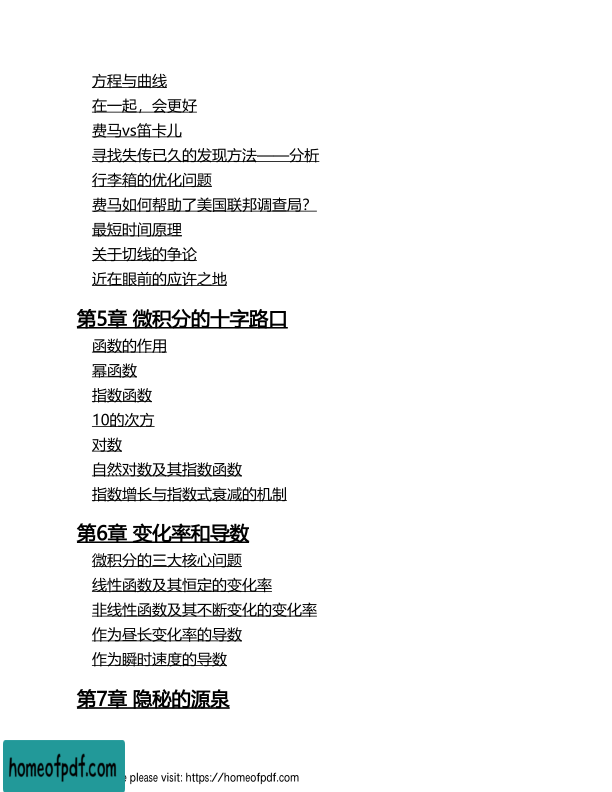 方程与曲线
在一起，会更好
费马vs笛卡儿
寻找失传已久的发现方法——分析
行李箱的优化问题
费马如何帮助了美国联邦调查局？
最短时间原理
关于切线的争论
近在眼前的应许之地
第5章 微积分的十字路口
函数的作用
幂函数
指数函数
10的次方
对数
自然对数及其指数函数
指数增长与指数式衰减的机制
第6章 变化率和导数
微积分的三大核心问题
线性函数及其恒定的变化率
非线性函数及其不断变化的变化率
作为昼长变化率的导数
作为瞬时速度的导数
第7章 隐秘的源泉
homeofpdf.com
please visit: https://homeofpdf.com